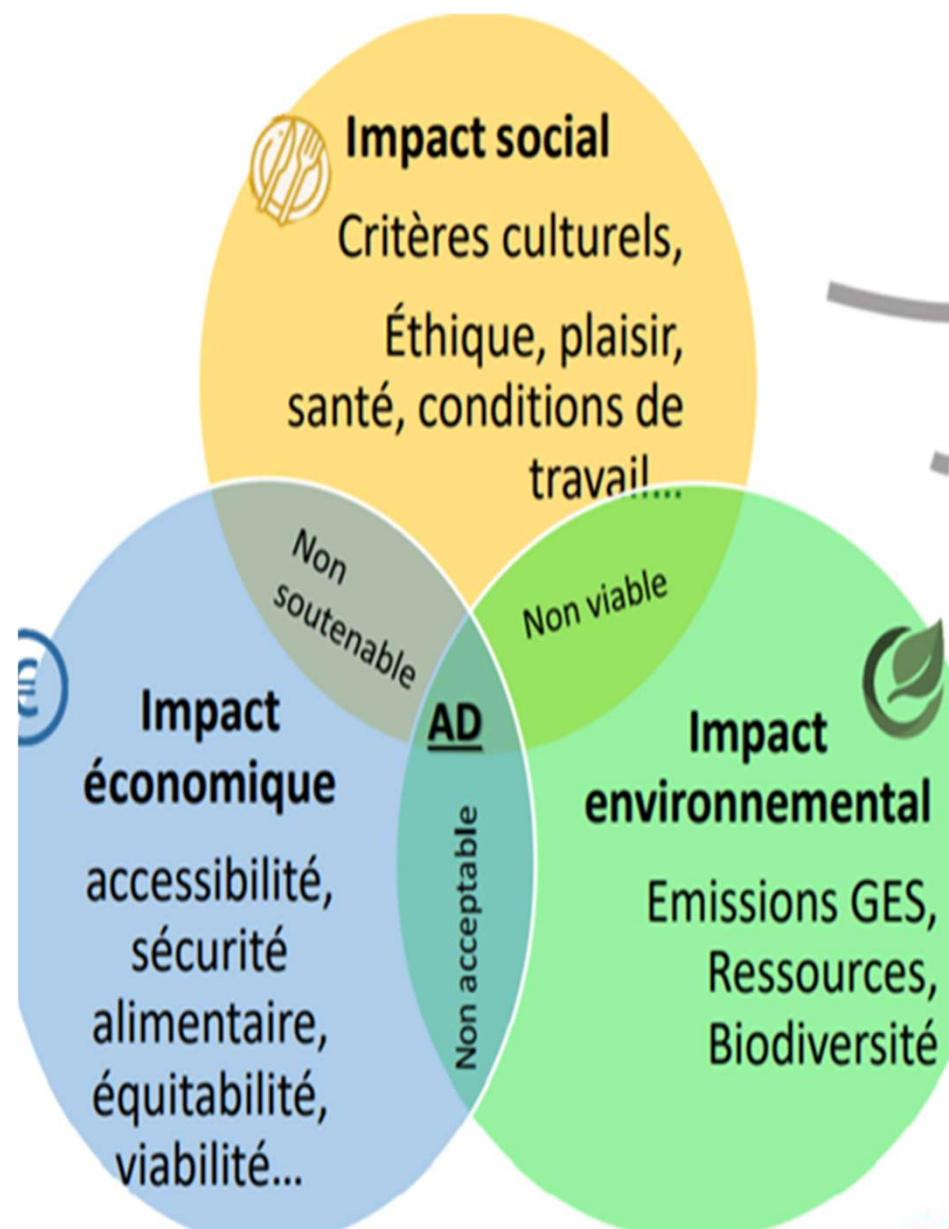 Impact social
Critères culturels,
Éthique, plaisir,
santé, conditions de
travail...
Non
soutenable
Non viable
AD
Non acceptable
Impact
économique
accessibilité,
sécurité
alimentaire,
équitabilité,
viabilité...
Impact
environnemental
Emissions GES,
Ressources,
Biodiversité